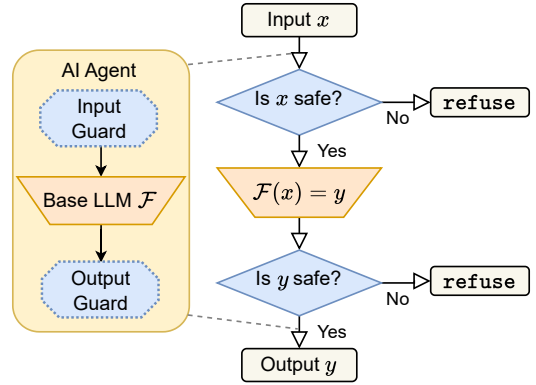 AI Agent
Input
Guard
Base LLM ℱ
Output
Guard
Input x
Is x safe?
No
refuse
Yes
ℱ(x) = y
Is y safe?
No
refuse
Yes
Output y